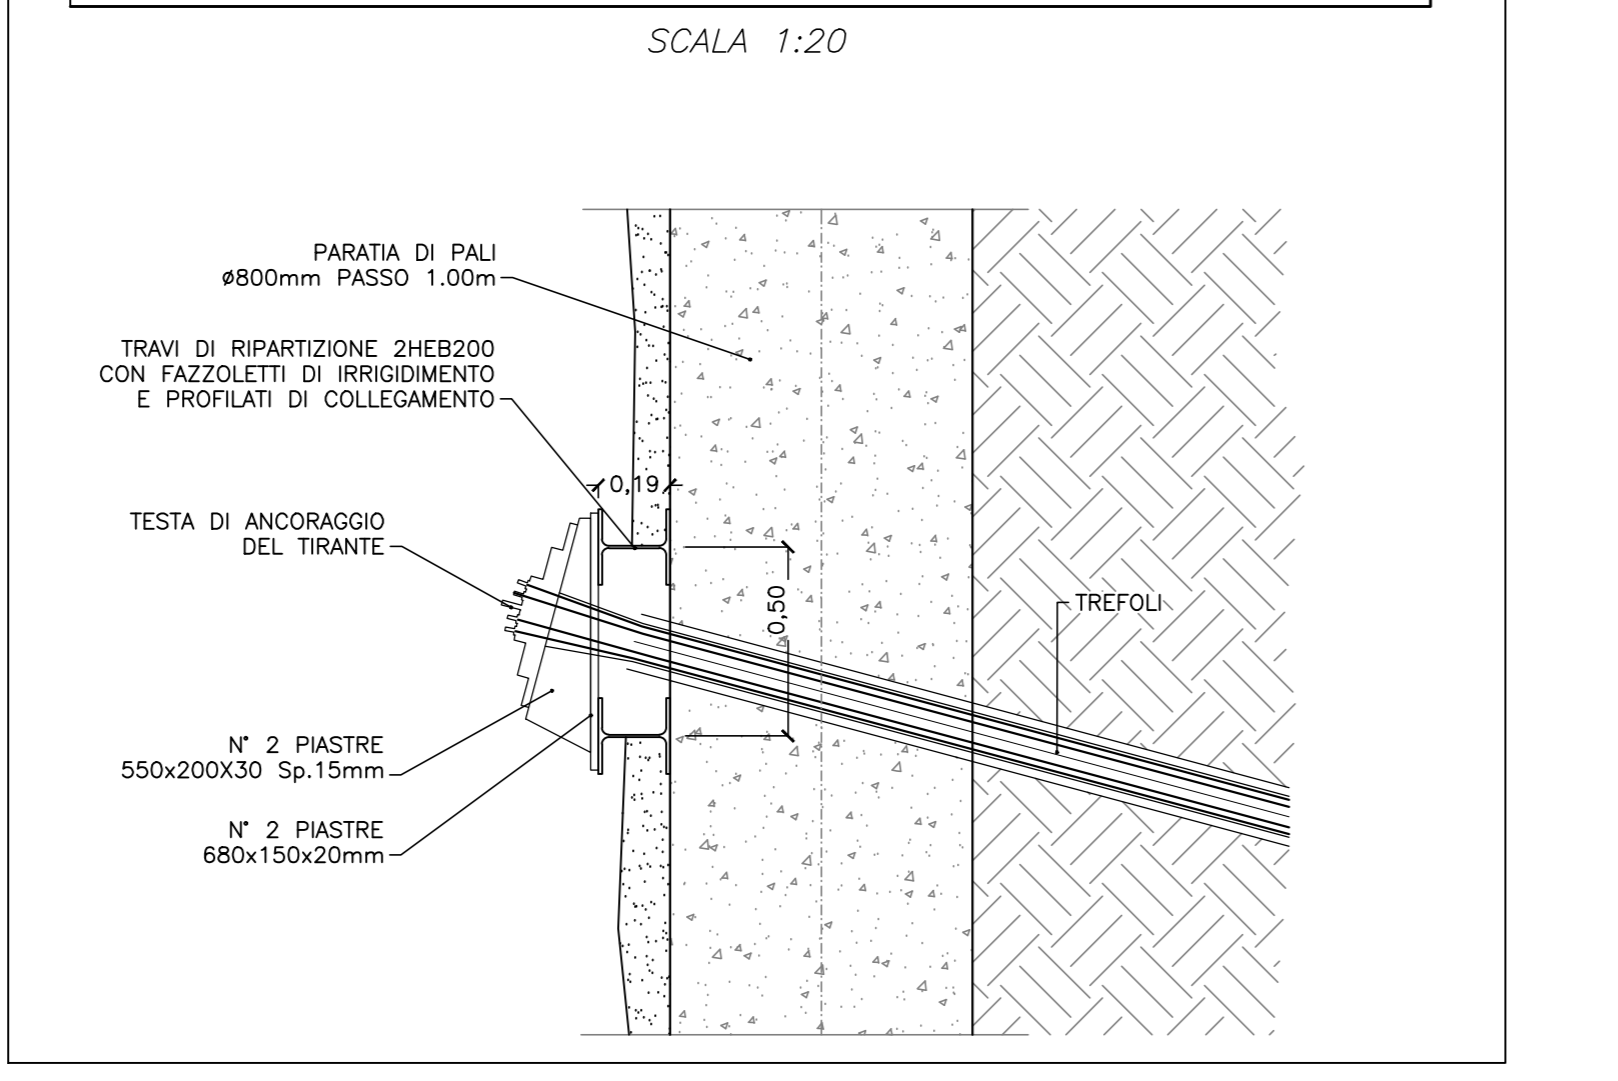 SCALA 1:20
PARATIA DI PALI
ø800mm PASSO 1.00m
TRAVI DI RIPARTIZIONE 2HEB200
CON FAZZOLETTI DI IRRIGIDIMENTO
E PROFILATI DI COLLEGAMENTO
0,19
TESTA DI ANCORAGGIO
DEL TIRANTE
0,50
TREFOLI
N° 2 PIASTRE
550x200X30 Sp.15mm
N° 2 PIASTRE
680x150x20mm